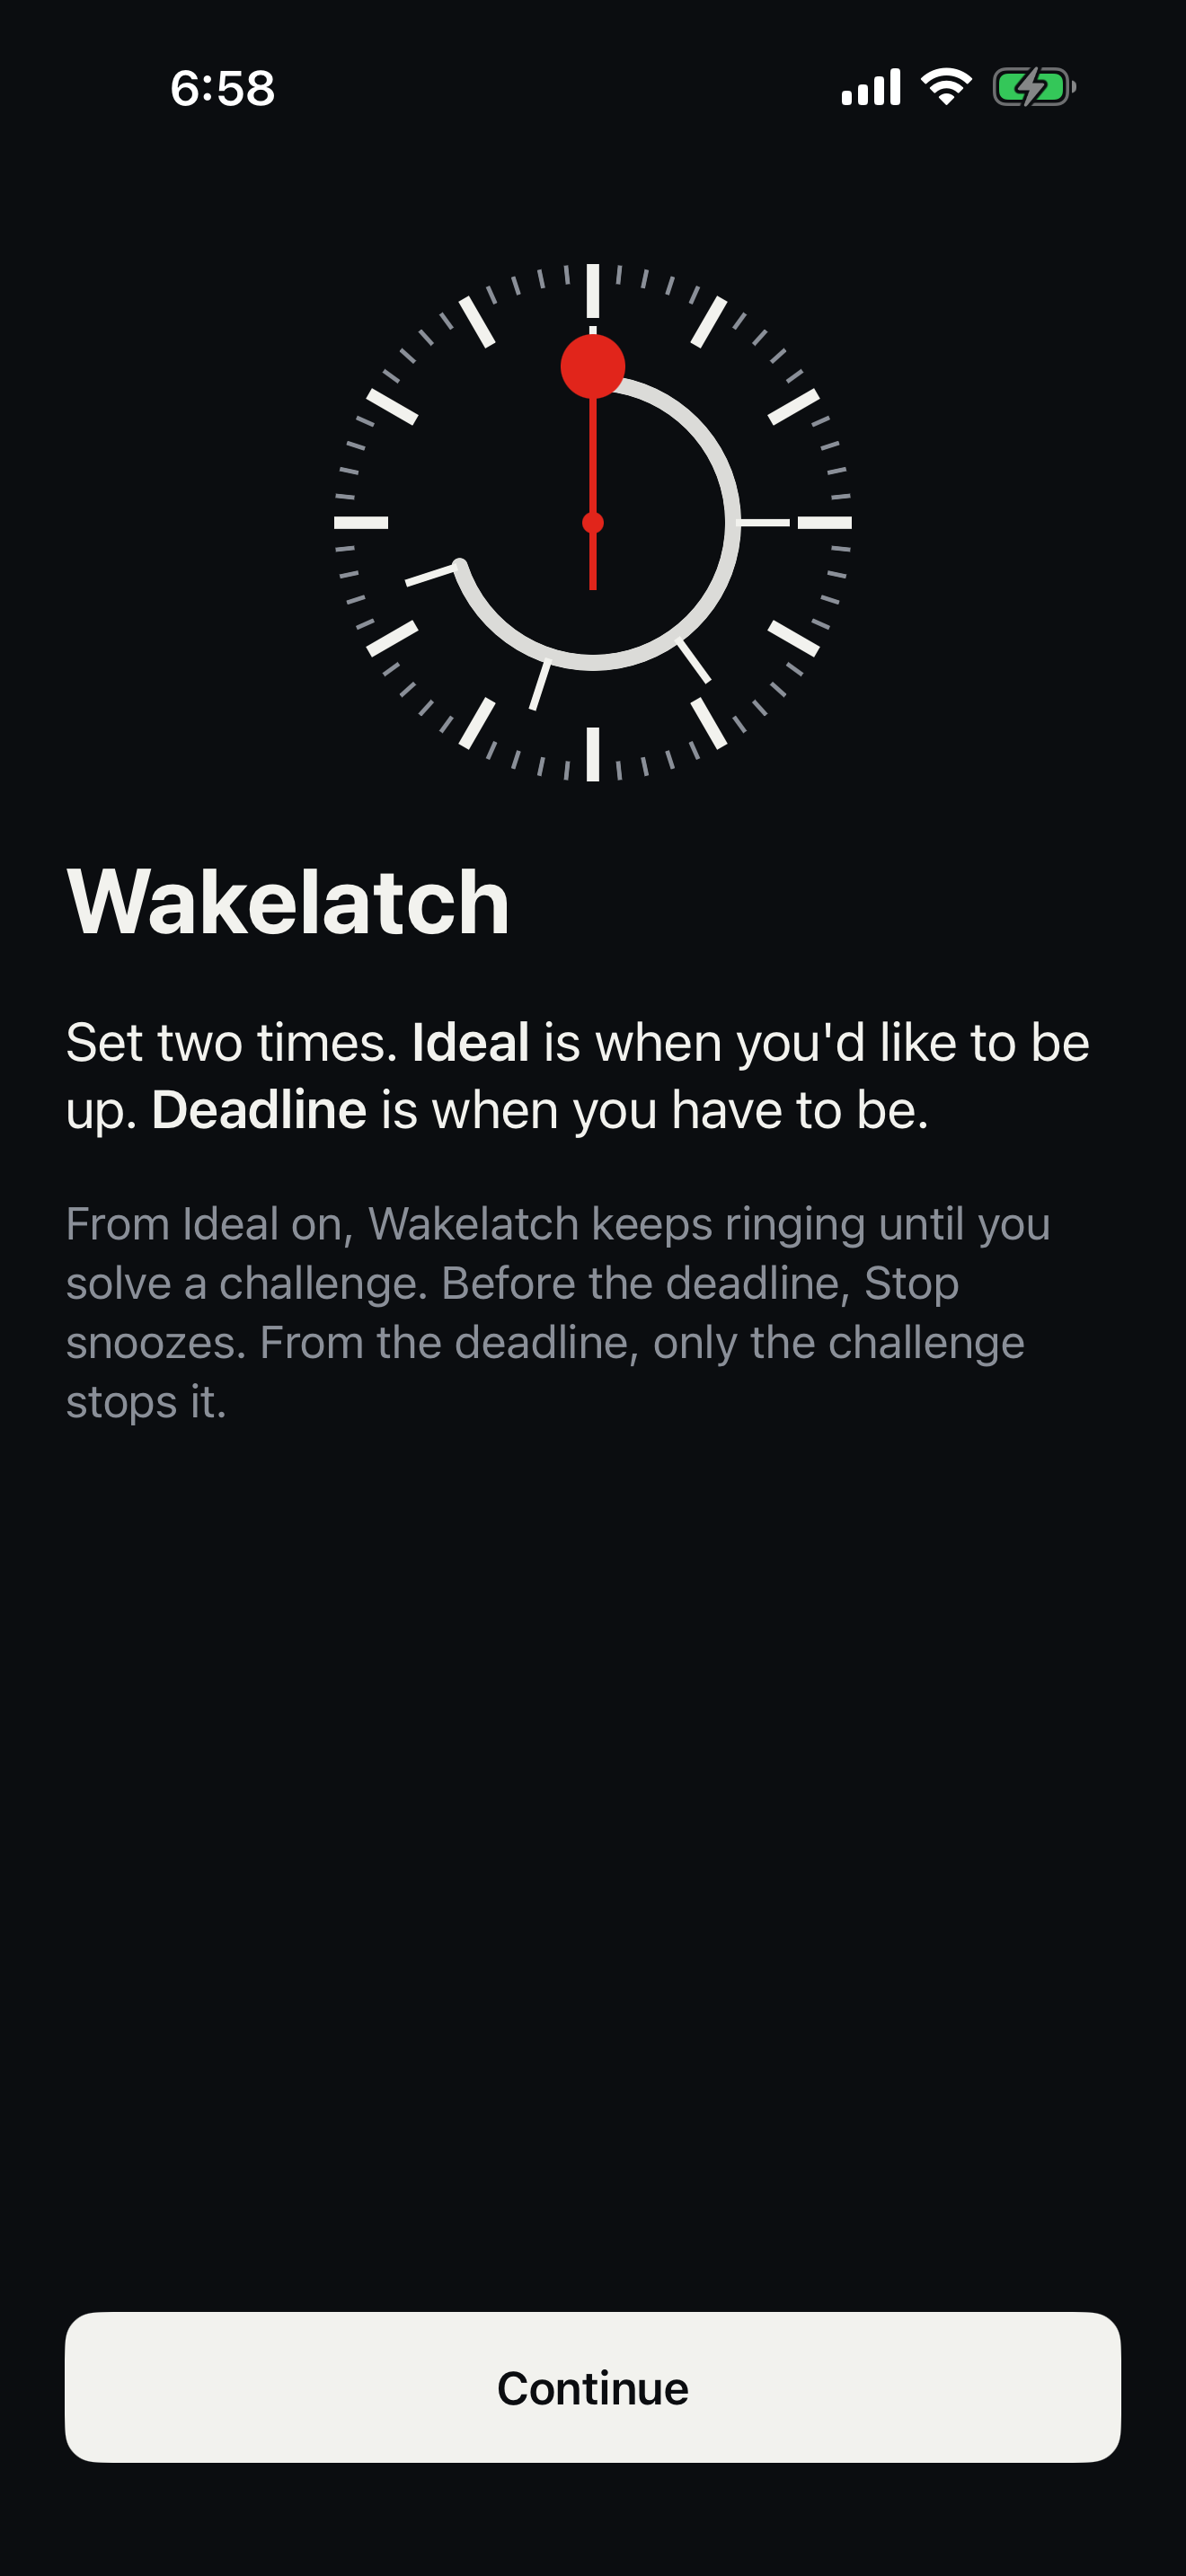 6:58
Wakelatch
Set two times. Ideal is when you'd like to be
up. Deadline is when you have to be.
From Ideal on, Wakelatch keeps ringing until you
solve a challenge. Before the deadline, Stop
snoozes. From the deadline, only the challenge
stops it.
Continue